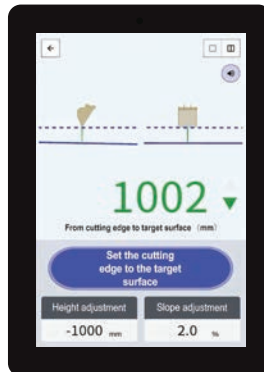 1002
From cutting edge to target surface (mm)
Set the cutting
edge to the target
surface
Height adjustment Slope adjustment
-1000 mm 2.0 %